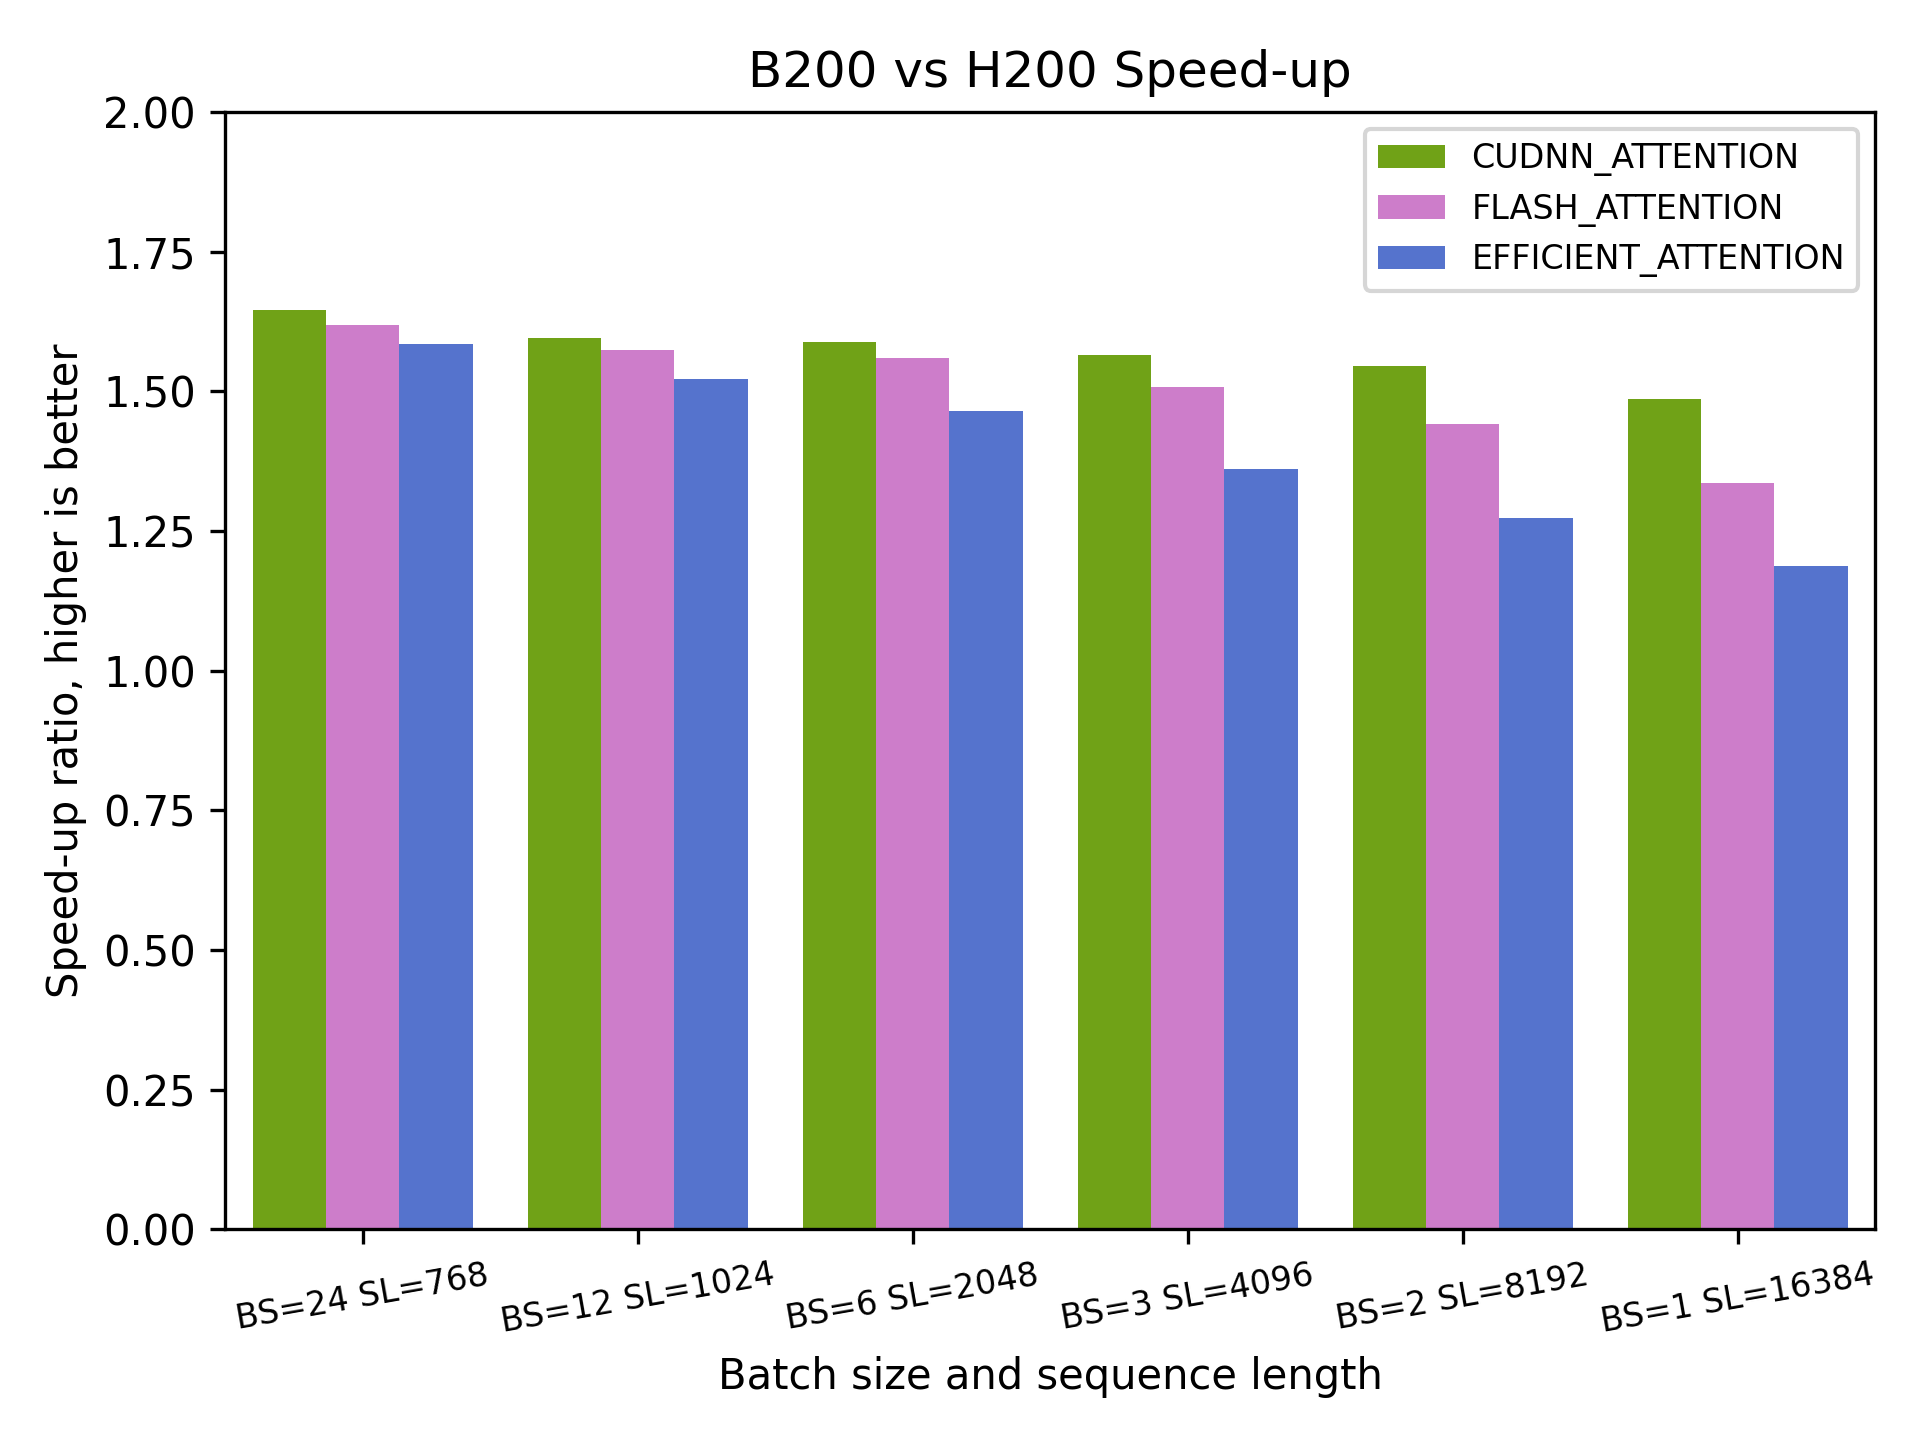 B200 vs H200 Speed-up
2.00
1.75
1.50
1.25
1.00
0.75
0.50
0.25
0.00
Speed-up ratio, higher is better
CUDNN_ATTENTION
FLASH_ATTENTION
EFFICIENT_ATTENTION
BS=24 SL=768
BS=12 SL=1024
BS=6 SL=2048
BS=3 SL=4096
BS=2 SL=8192
BS=1 SL=16384
Batch size and sequence length